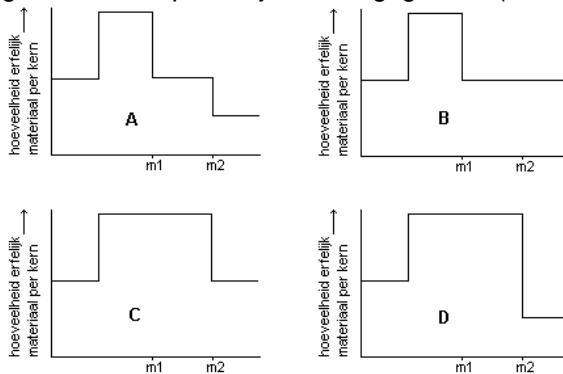 hoeveelheid erfelijk
materiaal per kern
A
m1 m2
hoeveelheid erfelijk
materiaal per kern
B
m1 m2
hoeveelheid erfelijk
materiaal per kern
C
m1 m2
hoeveelheid erfelijk
materiaal per kern
D
m1 m2